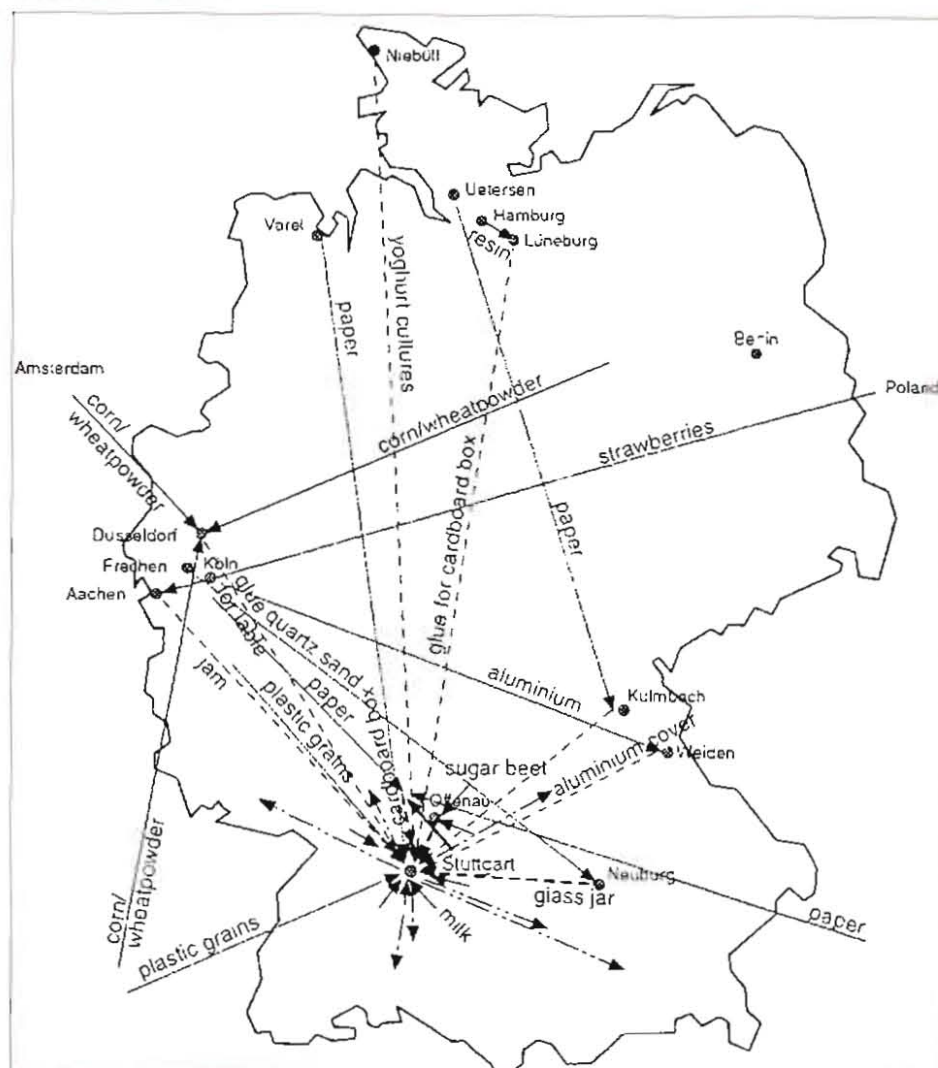 Niebüll
Uetersen
Hamburg
resin
Lüneburg
Varel
paper
yoghurt cultures
Berlin
Amsterdam
Poland
corn/
wheatpowder
corn/wheatpowder
strawberries
glue for cardboard box
paper
Dusseldorf
Frechen
Köln
Aachen
glue
for lable
quartz sand
cardboard box
jam
plastic grains
paper
aluminium
Kulmbach
Weiden
aluminium cover
sugar beet
Offenau
Stuttgart
Neuburg
glass jar
milk
corn/
wheatpowder
plastic grains
paper